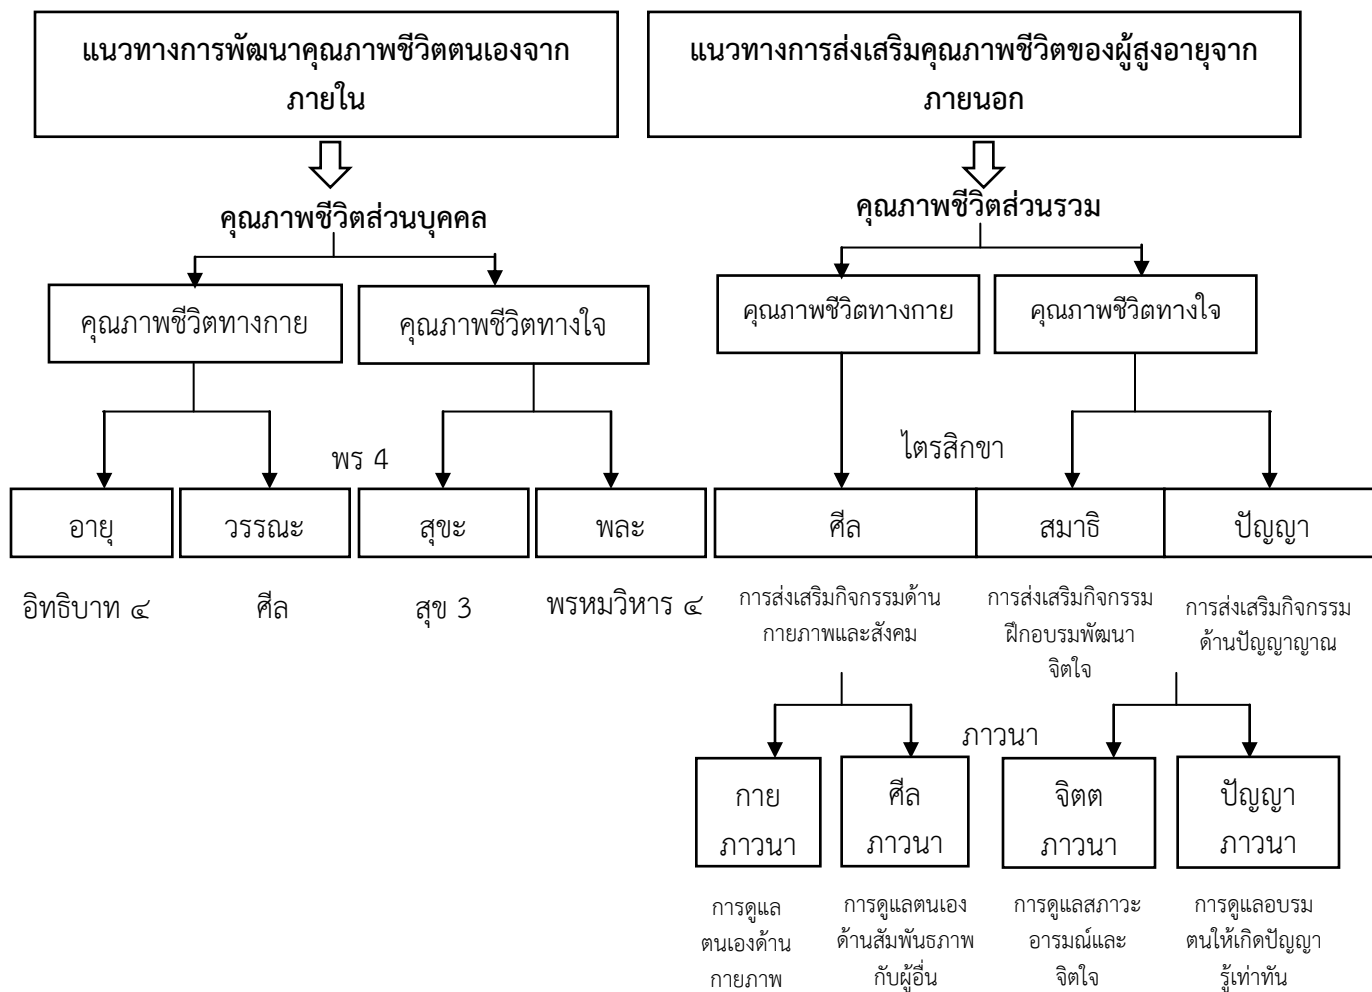 แนวทางการพัฒนาคุณภาพชีวิตตนเองจาก
ภายใน
แนวทางการส่งเสริมคุณภาพชีวิตของผู้สูงอายุจาก
ภายนอก
คุณภาพชีวิตส่วนบุคคล
คุณภาพชีวิตส่วนรวม
คุณภาพชีวิตทางกาย
คุณภาพชีวิตทางใจ
คุณภาพชีวิตทางกาย
คุณภาพชีวิตทางใจ
พร 4
ไตรสิกขา
อายุ
วรรณะ
สุขะ
พละ
ศีล
สมาธิ
ปัญญา
อิทธิบาท ๔
ศีล
สุข 3
พรหมวิหาร ๔
การส่งเสริมกิจกรรมด้าน
กายภาพและสังคม
การส่งเสริมกิจกรรม
ฝึกอบรมพัฒนา
จิตใจ
การส่งเสริมกิจกรรม
ด้านปัญญาญาณ
ภาวนา
กาย
ภาวนา
ศีล
ภาวนา
จิตต
ภาวนา
ปัญญา
ภาวนา
การดูแล
ตนเองด้าน
กายภาพ
การดูแลตนเอง
ด้านสัมพันธภาพ
กับผู้อื่น
การดูแลสภาวะ
อารมณ์และ
จิตใจ
การดูแลอบรม
ตนให้เกิดปัญญา
รู้เท่าทัน